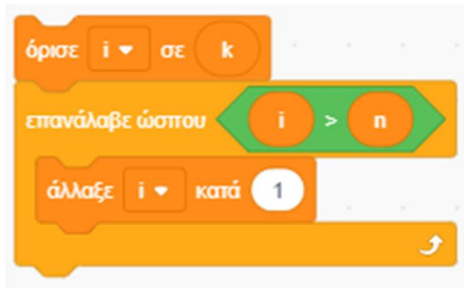 όρισε i σε k
επανάλαβε ώσπου i > n
άλλαξε i κατά 1